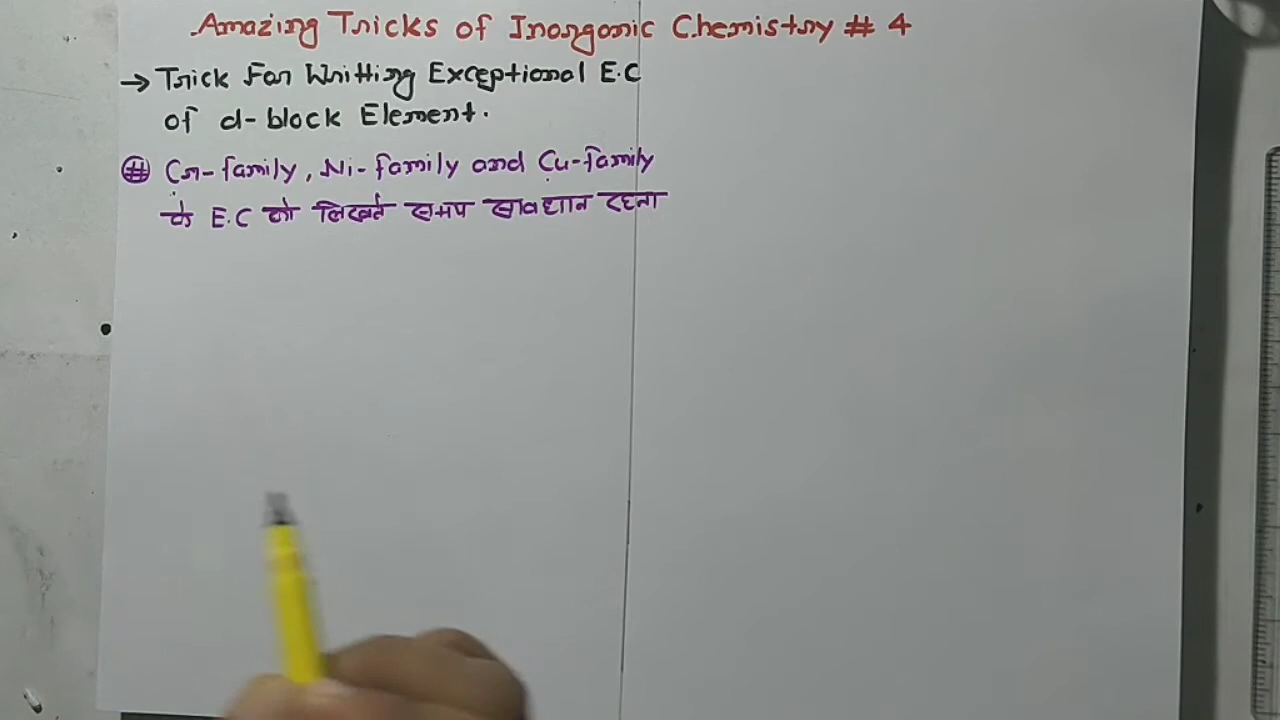 Amazing Tricks of Inorganic Chemistry # 4
→ Trick For Writting Exceptional E.C
of d-block Element.
# Cr-family, Ni-family and Cu-family
के E.C को लिखते समय सावधान रहना